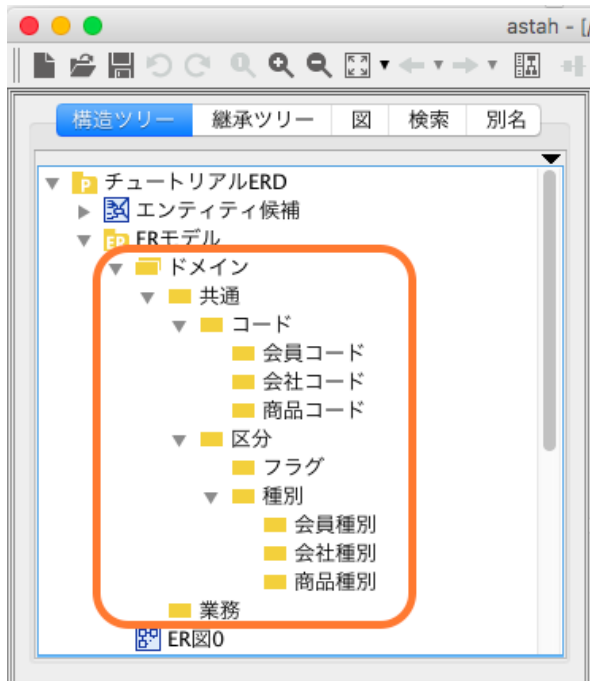 astah - [/
構造ツリー 継承ツリー 図 検索 別名
チュートリアルERD
エンティティ候補
ERモデル
ドメイン
共通
コード
会員コード
会社コード
商品コード
区分
フラグ
種別
会員種別
会社種別
商品種別
業務
ER図0